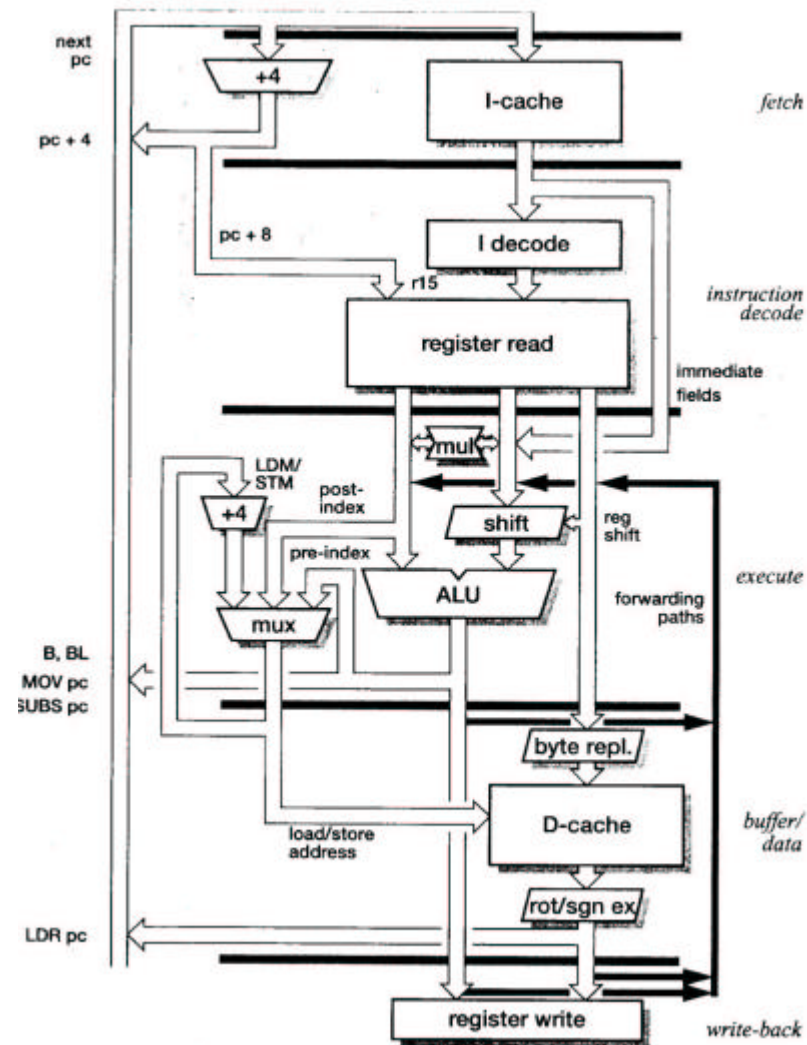 next
pc
+4
I-cache
fetch
pc + 4
pc + 8
I decode
r15
instruction
decode
register read
immediate
fields
mul
LDM/
STM
post-
index
+4
shift
reg
shift
pre-index
ALU
execute
forwarding
paths
mux
B, BL
MOV pc
SUBS pc
byte repl.
D-cache
buffer/
data
load/store
address
rot/sgn ex
LDR pc
register write
write-back